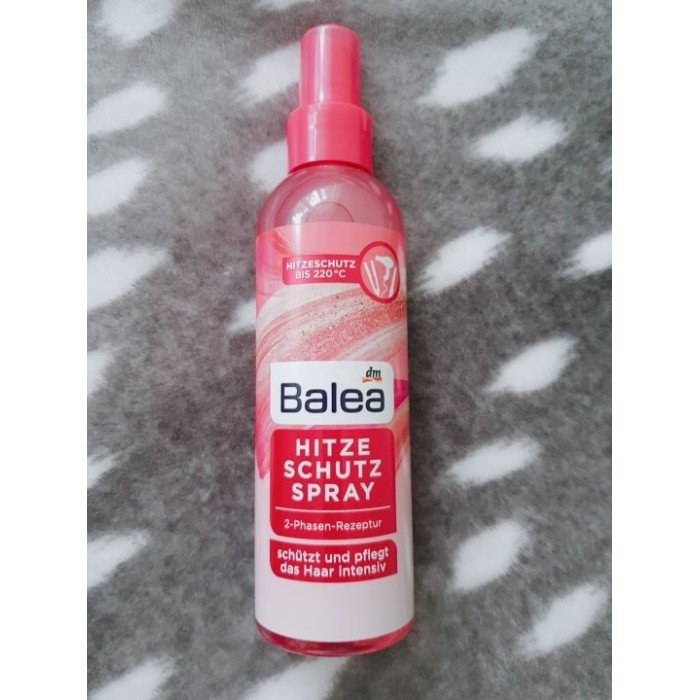 HITZESCHUTZ
BIS 220°C
dm
Balea
HITZE
SCHUTZ
SPRAY
2-Phasen-Rezeptur
schützt und pflegt
das Haar intensiv